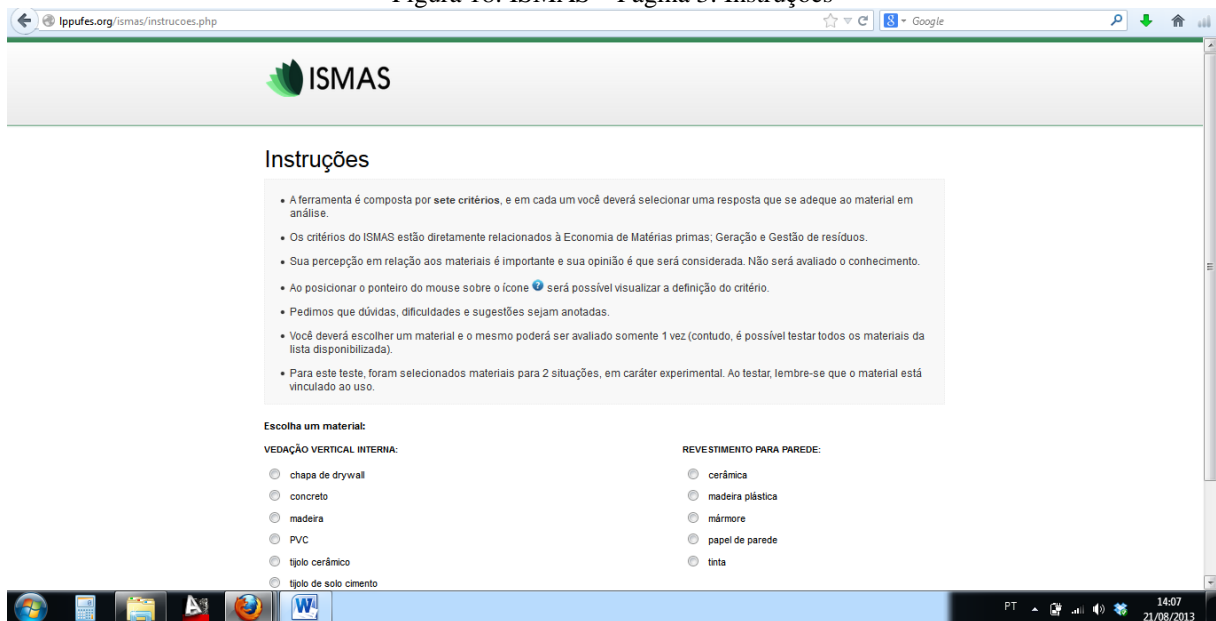 Figura 18: ISMAS – Página 3: Instruções
lppufes.org/ismas/instrucoes.php
Google
ISMAS
Instruções
• A ferramenta é composta por sete critérios, e em cada um você deverá selecionar uma resposta que se adeque ao material em
análise.
• Os critérios do ISMAS estão diretamente relacionados à Economia de Matérias primas; Geração e Gestão de resíduos.
• Sua percepção em relação aos materiais é importante e sua opinião é que será considerada. Não será avaliado o conhecimento.
• Ao posicionar o ponteiro do mouse sobre o ícone ? será possível visualizar a definição do critério.
• Pedimos que dúvidas, dificuldades e sugestões sejam anotadas.
• Você deverá escolher um material e o mesmo poderá ser avaliado somente 1 vez (contudo, é possível testar todos os materiais da
lista disponibilizada).
• Para este teste, foram selecionados materiais para 2 situações, em caráter experimental. Ao testar, lembre-se que o material está
vinculado ao uso.
Escolha um material:
VEDAÇÃO VERTICAL INTERNA:
chapa de drywall
concreto
madeira
PVC
tijolo cerâmico
tijolo de solo cimento
REVESTIMENTO PARA PAREDE:
cerâmica
madeira plástica
mármore
papel de parede
tinta
PT
14:07
21/08/2013